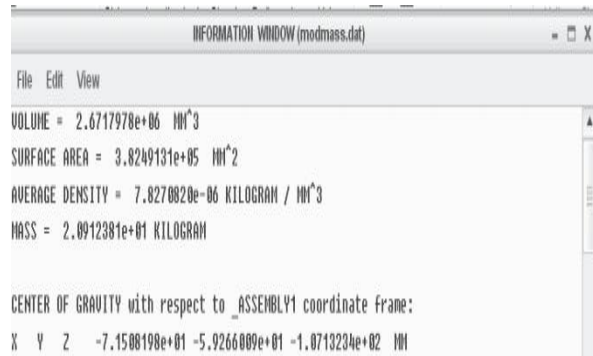 INFORMATION WINDOW (modmass.dat)
File Edit View
VOLUME = 2.6717978e+06 MM^3
SURFACE AREA = 3.8249131e+05 MM^2
AVERAGE DENSITY = 7.8270820e-06 KILOGRAM / MM^3
MASS = 2.0912381e+01 KILOGRAM
CENTER OF GRAVITY with respect to _ASSEMBLY1 coordinate frame:
X Y Z -7.1508198e+01 -5.9266009e+01 -1.0713234e+02 MM